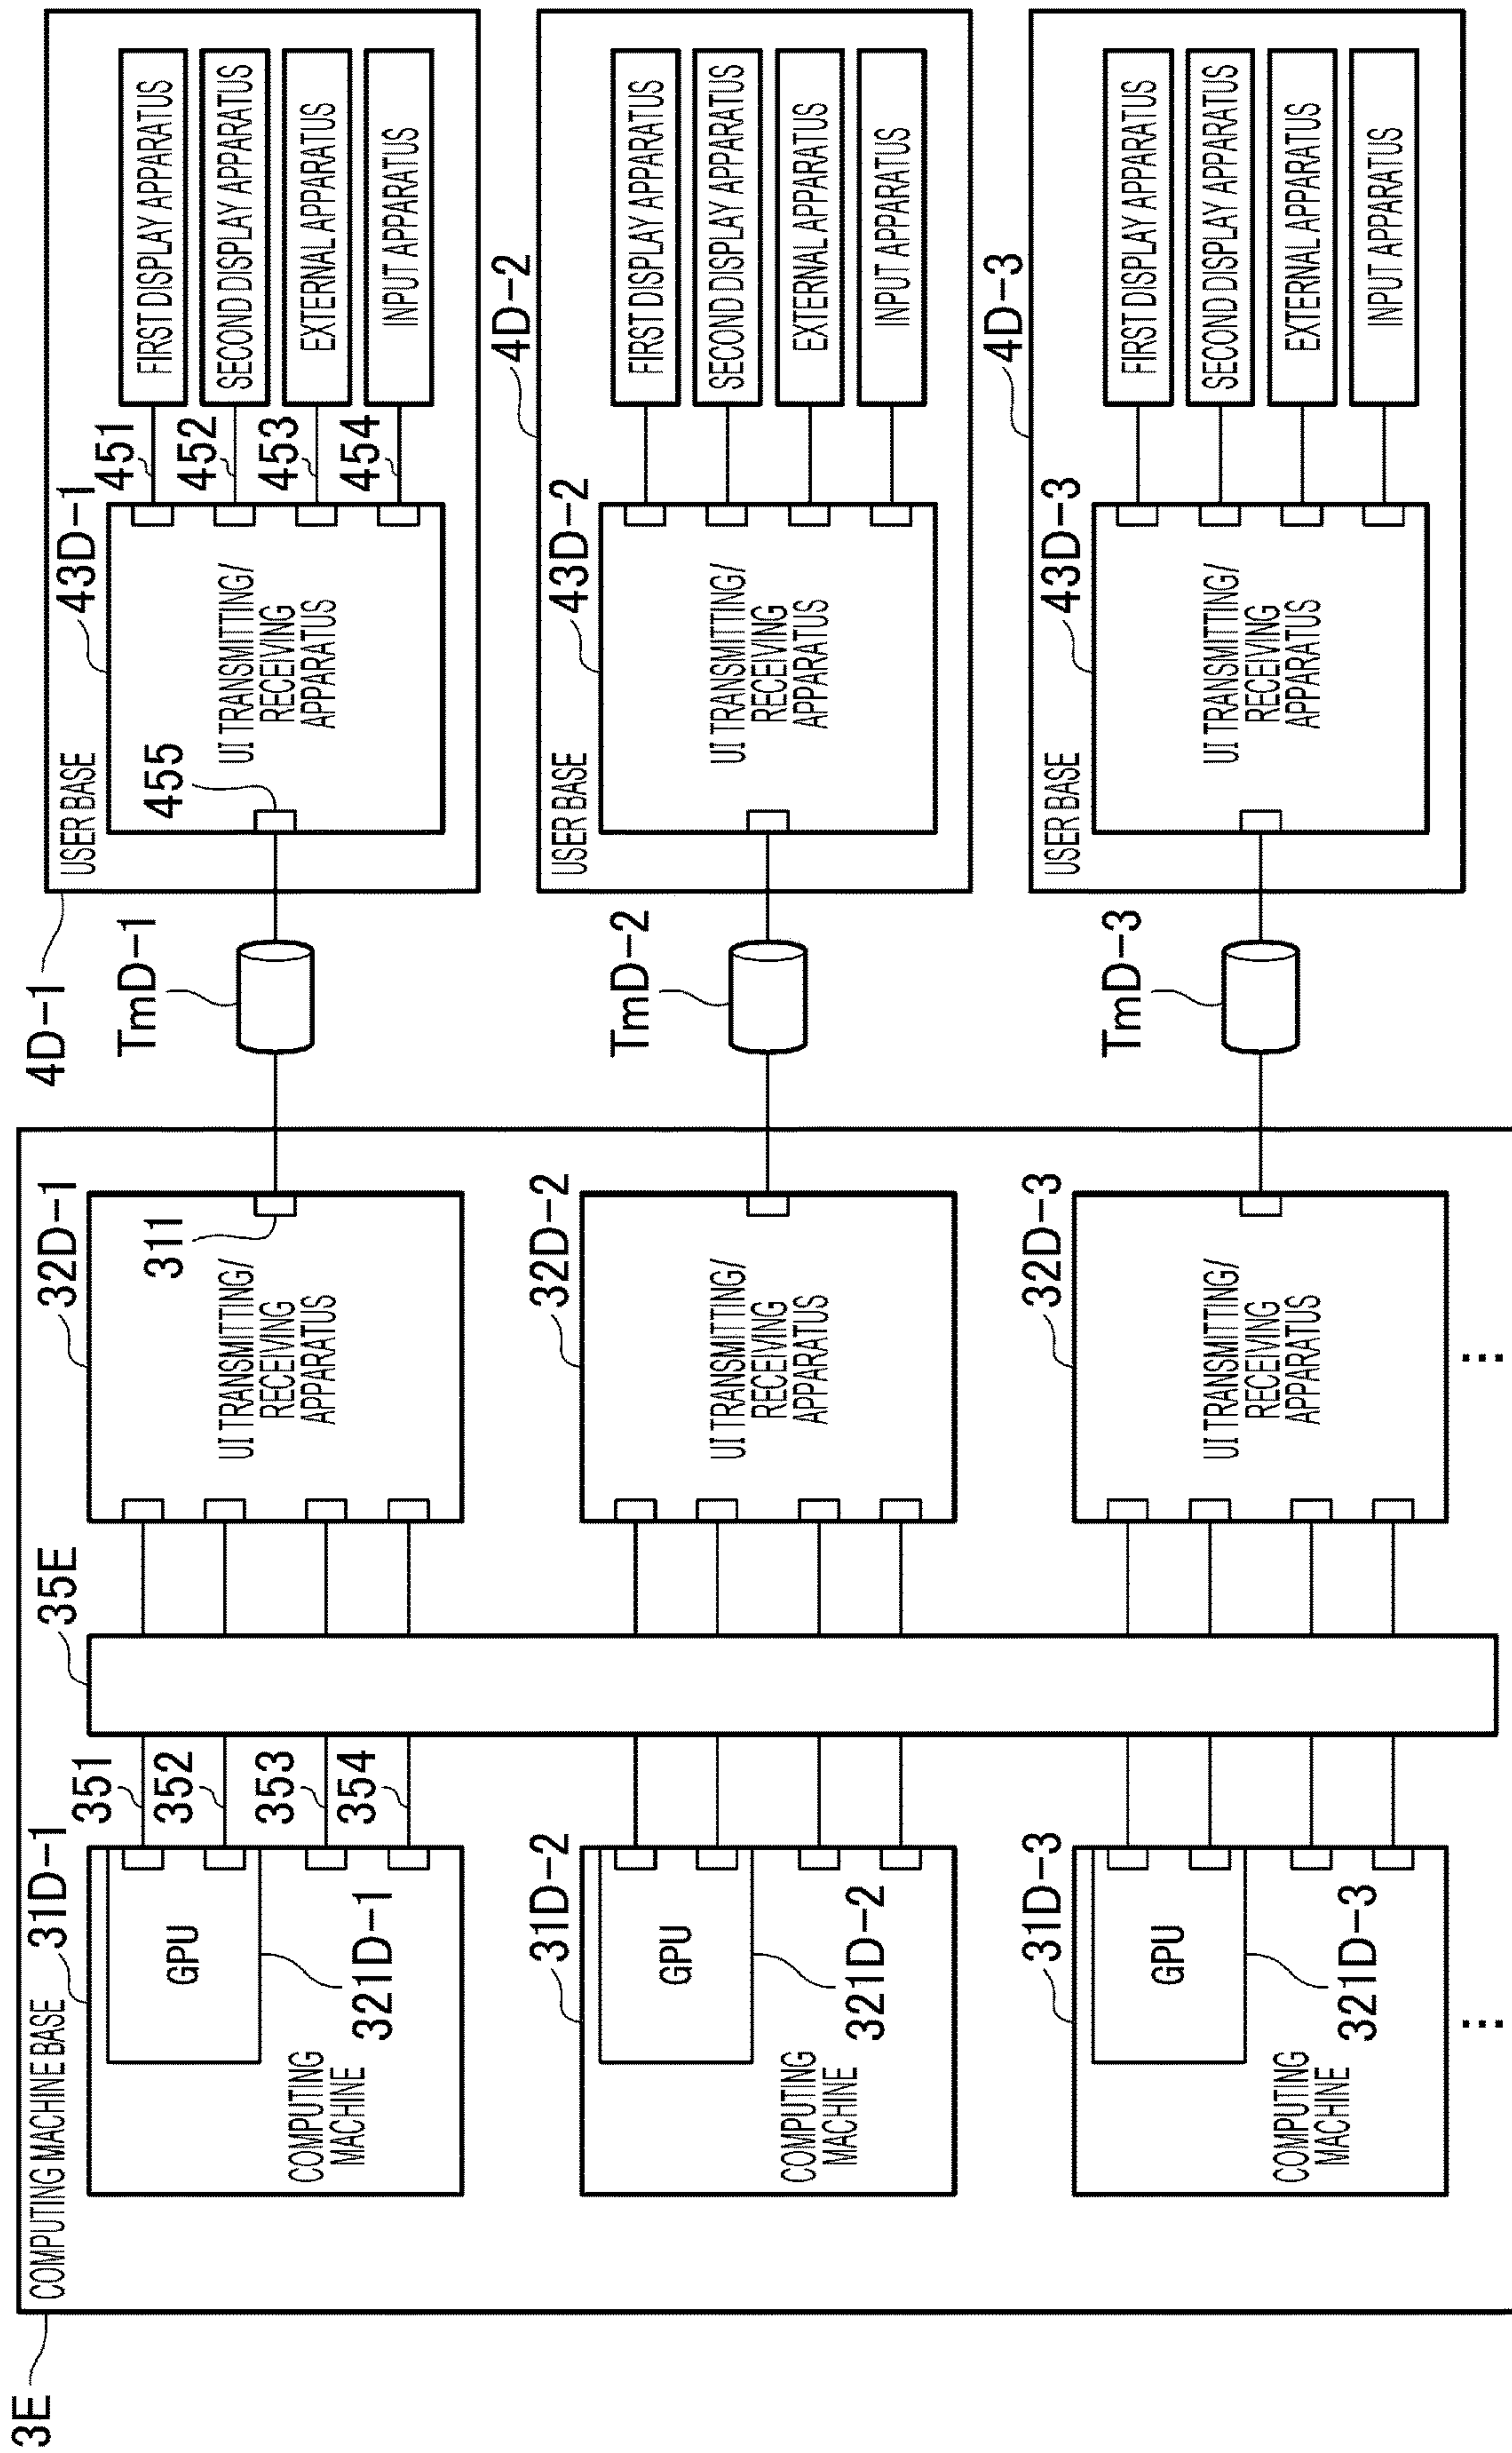 3E
COMPUTING MACHINE BASE
31D-1
GPU
321D-1
COMPUTING
MACHINE
351
352
353
354
35E
32D-1
UI TRANSMITTING/
RECEIVING
APPARATUS
311
TmD-1
4D-1
USER BASE
43D-1
455
UI TRANSMITTING/
RECEIVING
APPARATUS
451
452
453
454
FIRST DISPLAY APPARATUS
SECOND DISPLAY APPARATUS
EXTERNAL APPARATUS
INPUT APPARATUS
31D-2
GPU
321D-2
COMPUTING
MACHINE
32D-2
UI TRANSMITTING/
RECEIVING
APPARATUS
TmD-2
4D-2
USER BASE
43D-2
UI TRANSMITTING/
RECEIVING
APPARATUS
FIRST DISPLAY APPARATUS
SECOND DISPLAY APPARATUS
EXTERNAL APPARATUS
INPUT APPARATUS
31D-3
GPU
321D-3
COMPUTING
MACHINE
...
32D-3
UI TRANSMITTING/
RECEIVING
APPARATUS
...
TmD-3
4D-3
USER BASE
43D-3
UI TRANSMITTING/
RECEIVING
APPARATUS
FIRST DISPLAY APPARATUS
SECOND DISPLAY APPARATUS
EXTERNAL APPARATUS
INPUT APPARATUS